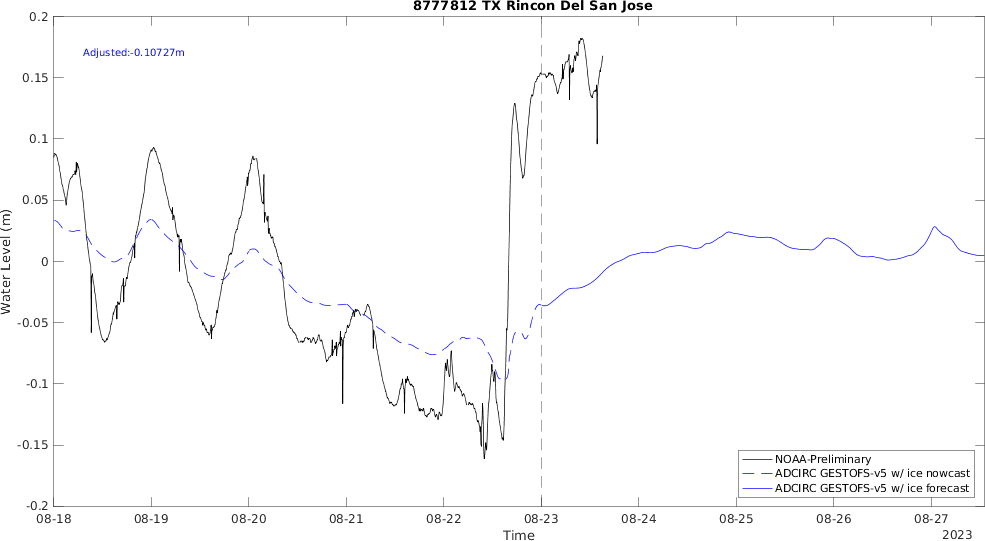 8777812 TX Rincon Del San Jose
Adjusted:-0.10727m
Water Level (m)
0.2
0.15
0.1
0.05
0
-0.05
-0.1
-0.15
-0.2
08-18 08-19 08-20 08-21 08-22 08-23 08-24 08-25 08-26 08-27
Time
2023
NOAA-Preliminary
ADCIRC GESTOFS-v5 w/ ice nowcast
ADCIRC GESTOFS-v5 w/ ice forecast